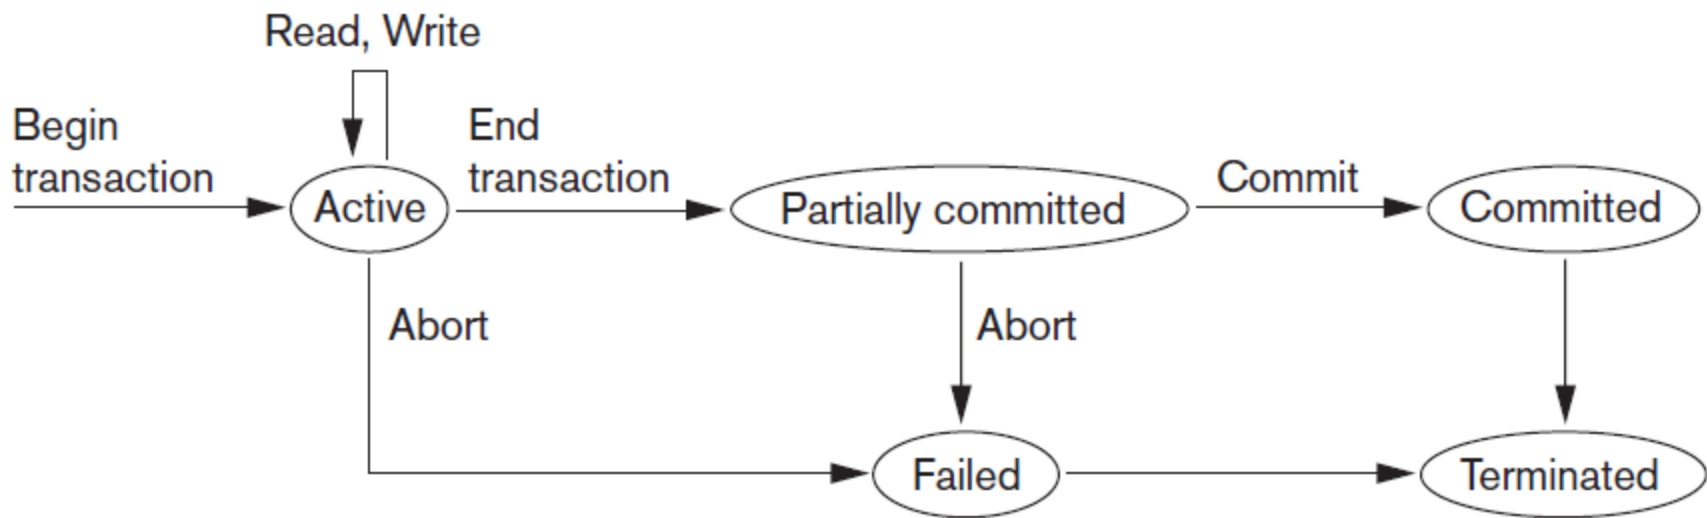 Read, Write
Begin
transaction
End
transaction
Active
Partially committed
Commit
Committed
Abort
Abort
Failed
Terminated